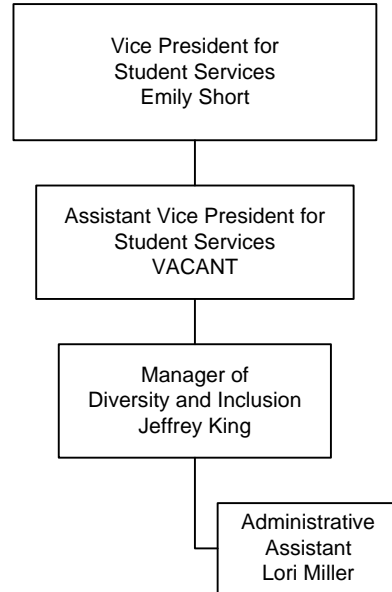 Vice President for
Student Services
Emily Short
Assistant Vice President for
Student Services
VACANT
Manager of
Diversity and Inclusion
Jeffrey King
Administrative
Assistant
Lori Miller